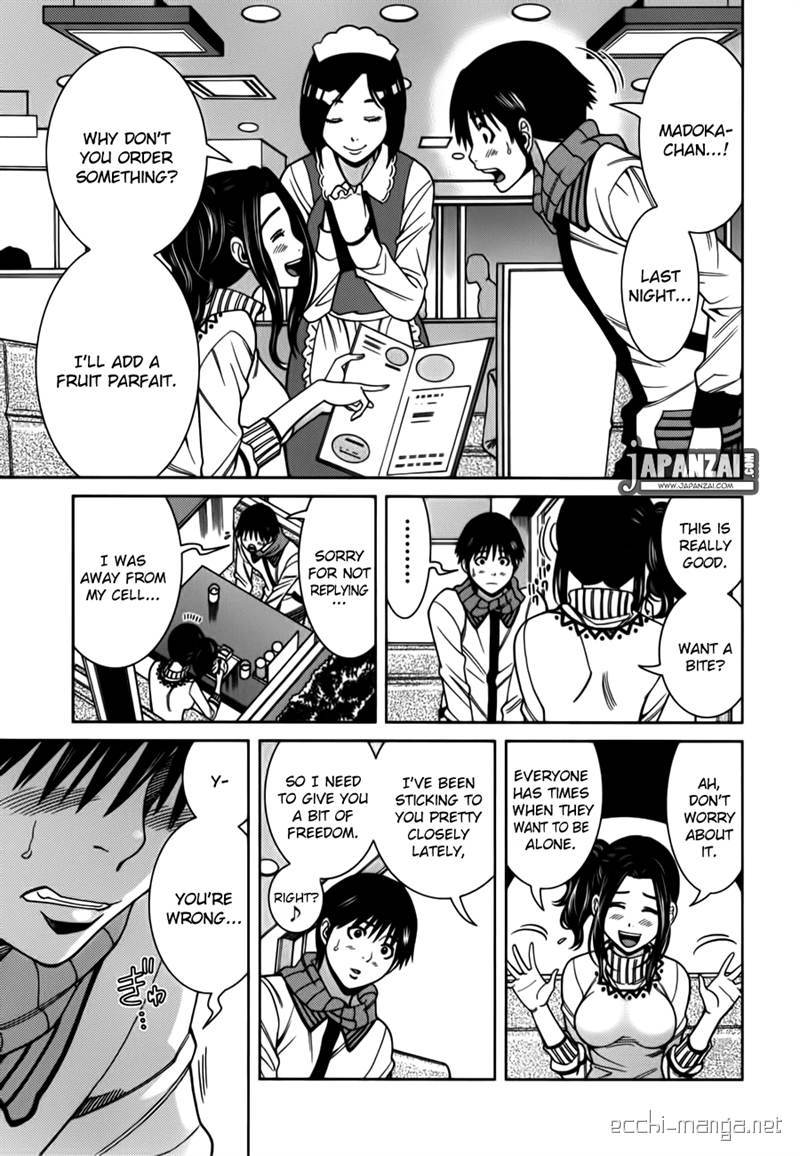 MADOKA-
CHAN...!
LAST
NIGHT...
WHY DON'T
YOU ORDER
SOMETHING?
I'LL ADD A
FRUIT PARFAIT.
JAPANZAI.COM
WWW.JAPANZAI.COM
THIS IS
REALLY
GOOD.
WANT A
BITE?
........
SORRY
FOR NOT
REPLYING
...
I WAS
AWAY FROM
MY CELL...
AH,
DON'T
WORRY
ABOUT
IT.
EVERYONE
HAS TIMES
WHEN THEY
WANT TO BE
ALONE.
I'VE BEEN
STICKING TO
YOU PRETTY
CLOSELY
LATELY,
SO I NEED
TO GIVE YOU
A BIT OF
FREEDOM.
RIGHT?
♪
Y-
YOU'RE
WRONG...
ぎゅ...
ecchi-manga.net